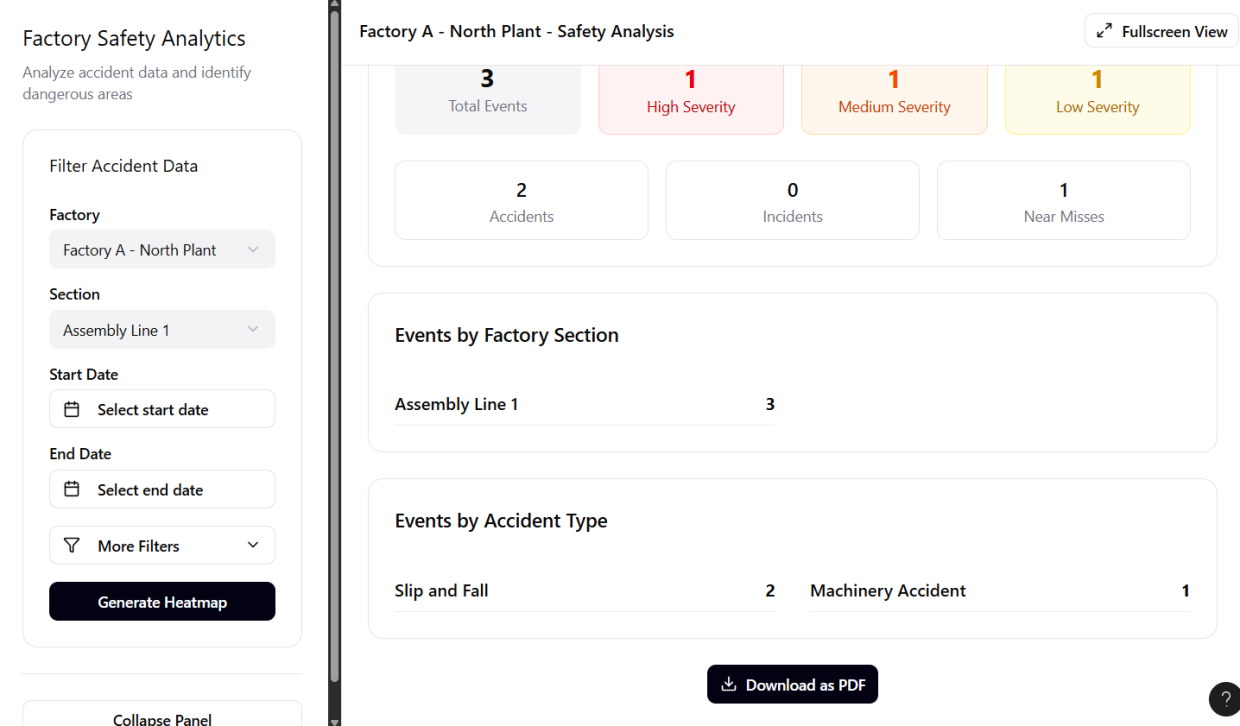 Factory Safety Analytics
Analyze accident data and identify
dangerous areas
Filter Accident Data
Factory
Factory A - North Plant
Section
Assembly Line 1
Start Date
Select start date
End Date
Select end date
More Filters
Generate Heatmap
Collapse Panel
Factory A - North Plant - Safety Analysis
Fullscreen View
3
Total Events
1
High Severity
1
Medium Severity
1
Low Severity
2
Accidents
0
Incidents
1
Near Misses
Events by Factory Section
Assembly Line 1 3
Events by Accident Type
Slip and Fall 2
Machinery Accident 1
Download as PDF
?